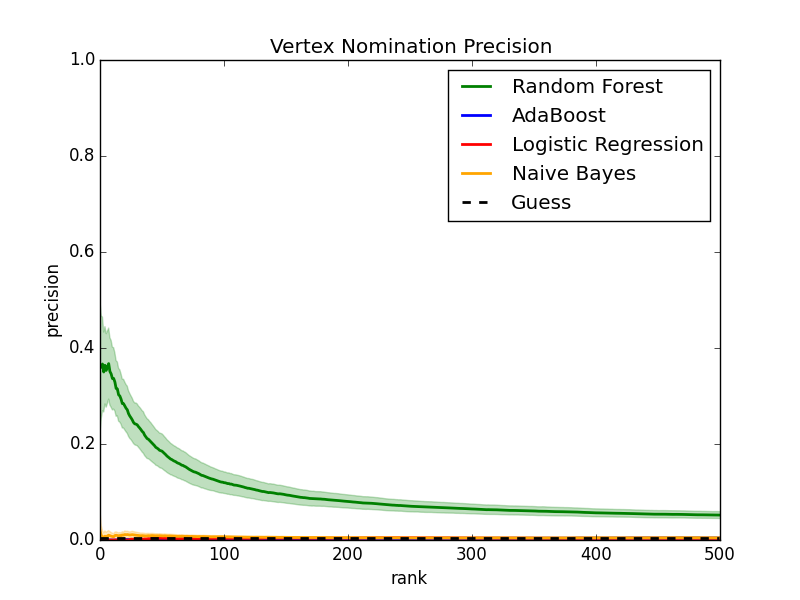 Vertex Nomination Precision
1.0
0.8
0.6
0.4
0.2
0.0
precision
Random Forest
AdaBoost
Logistic Regression
Naive Bayes
Guess
0 100 200 300 400 500
rank